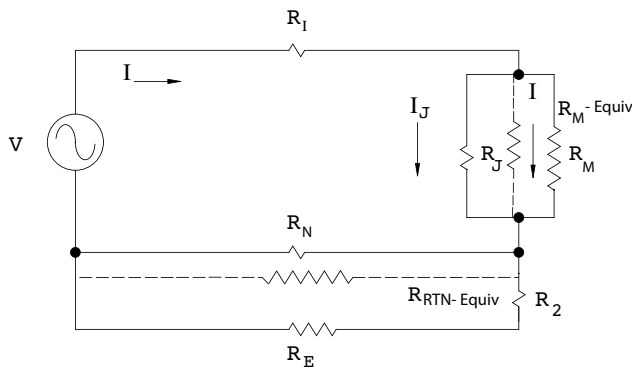 R_I
I
I
I_J
R_M - Equiv
R_J
R_M
V
R_N
R_RTN- Equiv
R_2
R_E